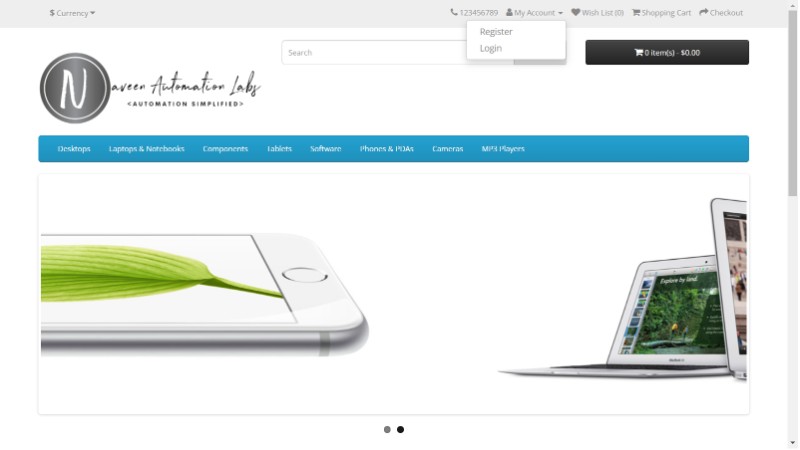 $ Currency
123456789 My Account Wish List (0) Shopping Cart Checkout
Register
Login
Search
0 item(s) - $0.00
Naveen Automation Labs
<AUTOMATION SIMPLIFIED>
Desktops Laptops & Notebooks Components Tablets Software Phones & PDAs Cameras MP3 Players
Explore by land.